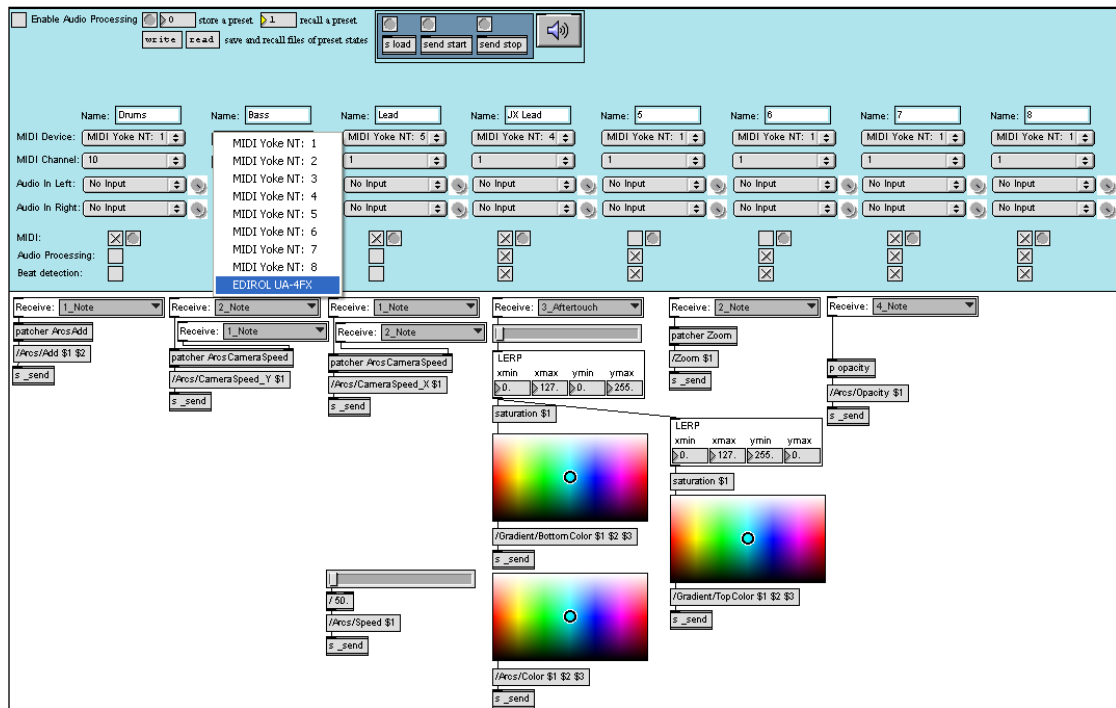 Enable Audio Processing 0 store a preset 1 recall a preset
write read save and recall files of preset states
s load send start send stop
Name: Drums Name: Bass Name: Lead Name: JX Lead Name: 5 Name: 6 Name: 7 Name: 8
MIDI Device: MIDI Yoke NT: 1 MIDI Yoke NT: 5 MIDI Yoke NT: 4 MIDI Yoke NT: 1 MIDI Yoke NT: 1 MIDI Yoke NT: 1 MIDI Yoke NT: 1
MIDI Channel: 10 1 1 1 1 1 1
Audio In Left: No Input No Input No Input No Input No Input No Input No Input
Audio In Right: No Input No Input No Input No Input No Input No Input No Input
MIDI:
Audio Processing:
Beat detection:
MIDI Yoke NT: 1
MIDI Yoke NT: 2
MIDI Yoke NT: 3
MIDI Yoke NT: 4
MIDI Yoke NT: 5
MIDI Yoke NT: 6
MIDI Yoke NT: 7
MIDI Yoke NT: 8
EDIROL UA-4FX
Receive: 1_Note
patcher ArcsAdd
/Arcs/Add $1 $2
s _send
Receive: 2_Note
Receive: 1_Note
patcher ArcsCameraSpeed
/Arcs/CameraSpeed_Y $1
s _send
Receive: 1_Note
Receive: 2_Note
patcher ArcsCameraSpeed
/Arcs/CameraSpeed_X $1
s _send
/ 50.
/Arcs/Speed $1
s _send
Receive: 3_Aftertouch
LERP
xmin xmax ymin ymax
0. 127. 0. 255.
saturation $1
/Gradient/BottomColor $1 $2 $3
s _send
/Arcs/Color $1 $2 $3
s _send
Receive: 2_Note
patcher Zoom
/Zoom $1
s _send
LERP
xmin xmax ymin ymax
0. 127. 255. 0.
saturation $1
/Gradient/TopColor $1 $2 $3
s _send
Receive: 4_Note
p opacity
/Arcs/Opacity $1
s _send